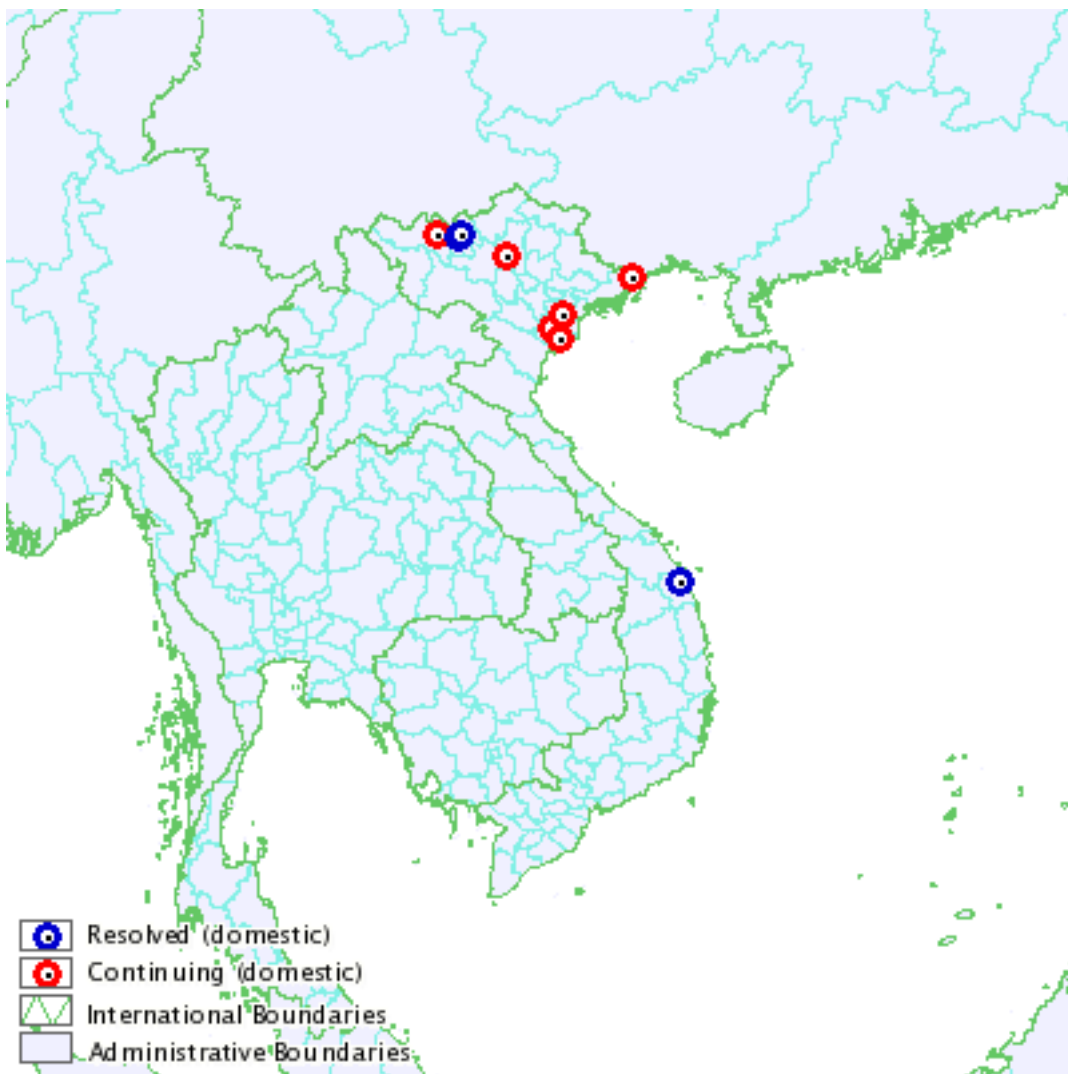 Resolved (domestic)
Continuing (domestic)
International Boundaries
Administrative Boundaries